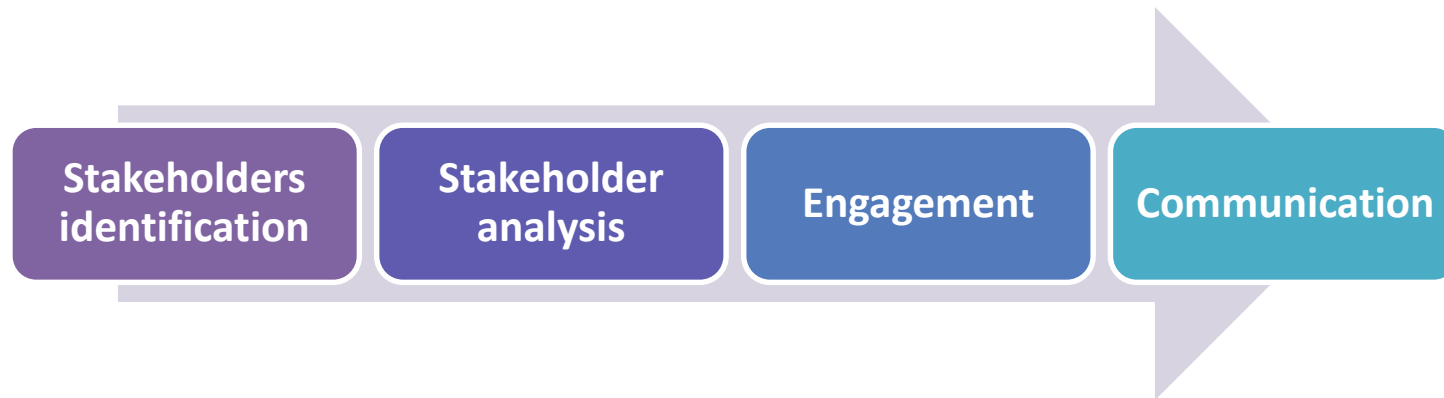 Stakeholders
identification
Stakeholder
analysis
Engagement
Communication